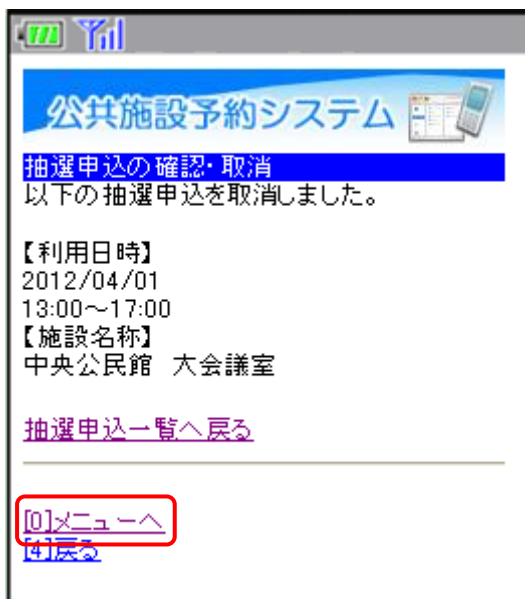 公共施設予約システム
抽選申込の確認・取消
以下の抽選申込を取消しました。
【利用日時】
2012/04/01
13:00～17:00
【施設名称】
中央公民館　大会議室
抽選申込一覧へ戻る
[0]メニューへ
[4]戻る